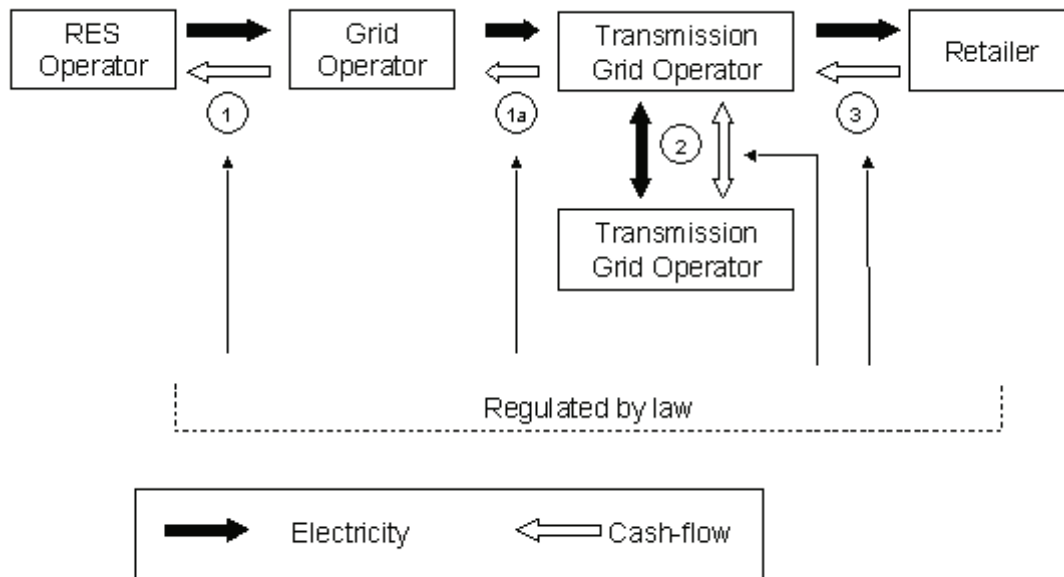 RES
Operator
Grid
Operator
Transmission
Grid Operator
Retailer
1
1a
2
3
Transmission
Grid Operator
Regulated by law
Electricity
Cash-flow